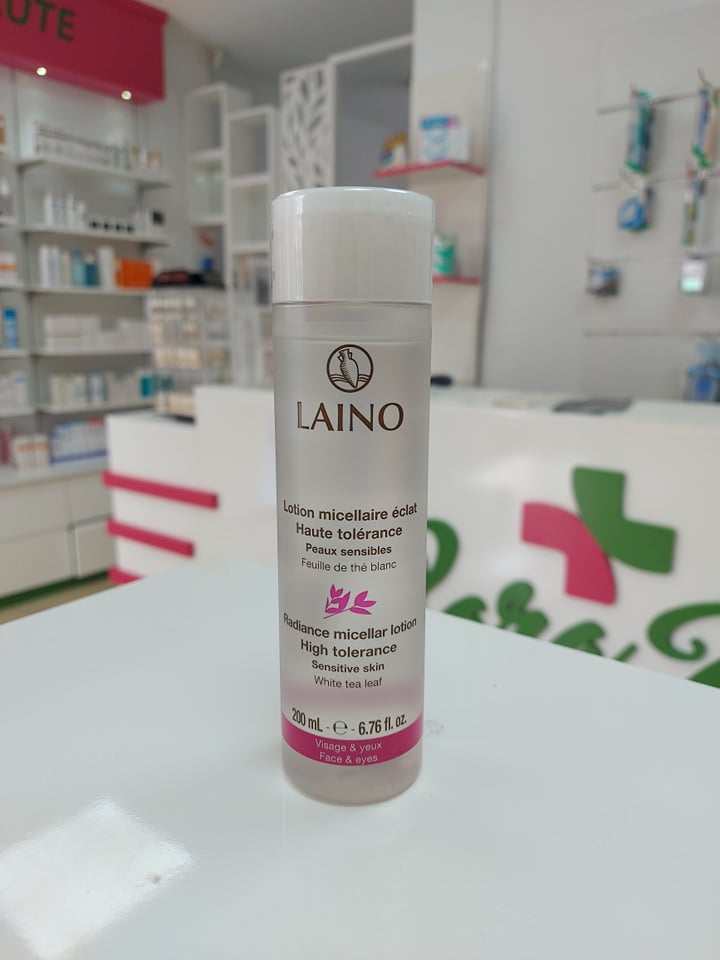 LAINO
Lotion micellaire éclat
Haute tolérance
Peaux sensibles
Feuille de thé blanc
Radiance micellar lotion
High tolerance
Sensitive skin
White tea leaf
200 mL - e - 6.76 fl. oz.
Visage & yeux
Face & eyes